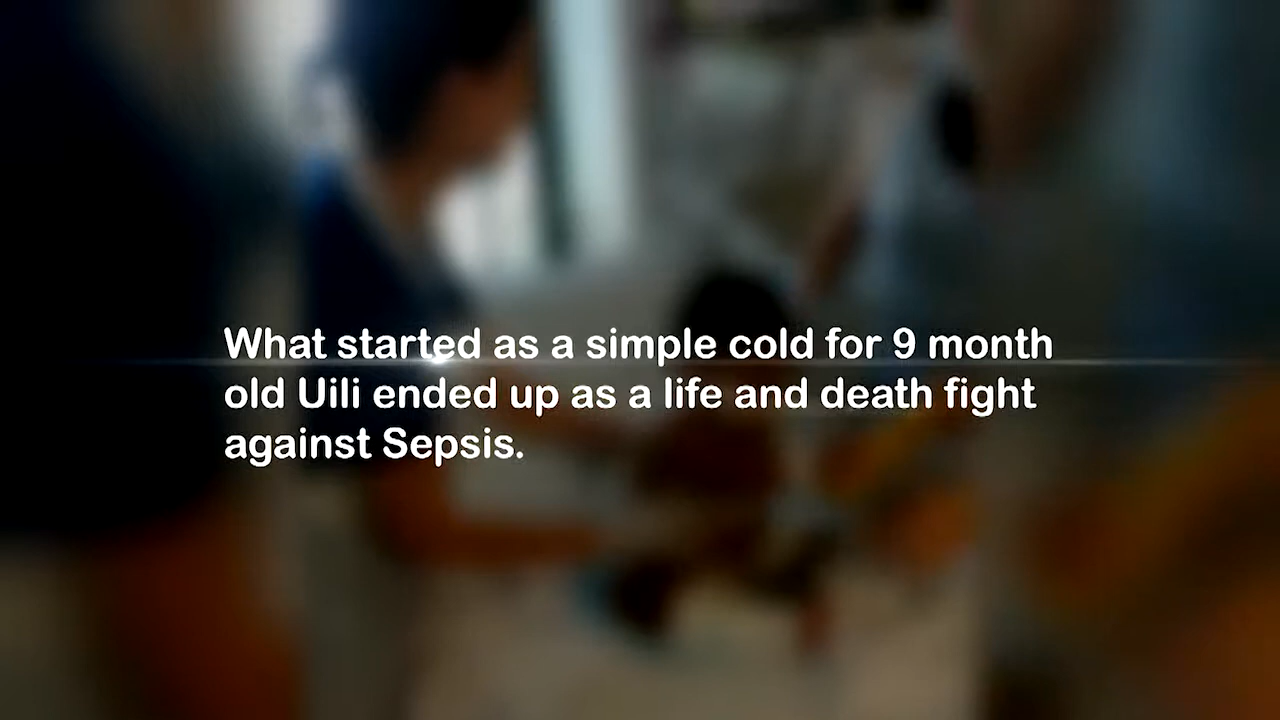 What started as a simple cold for 9 month
old Uili ended up as a life and death fight
against Sepsis.